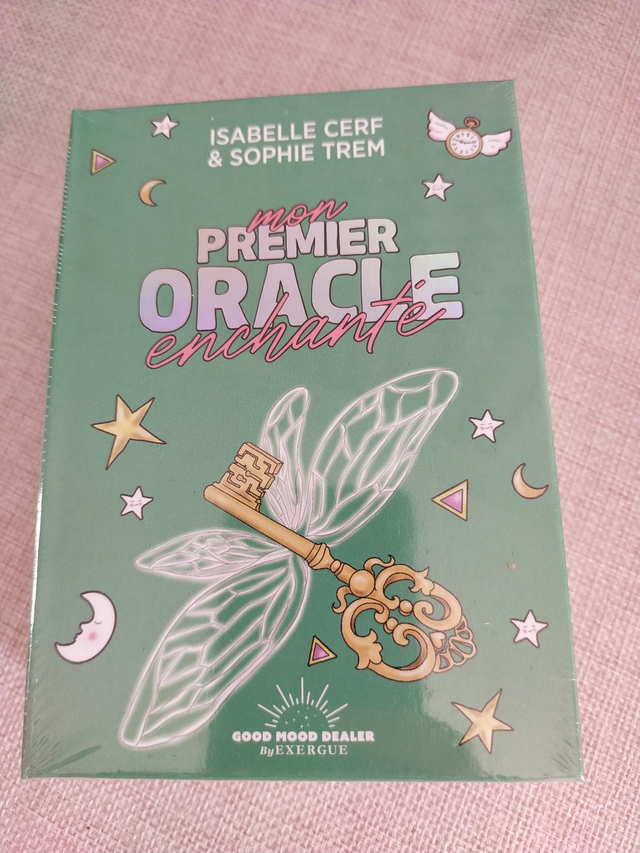 ISABELLE CERF
& SOPHIE TREM
mon
PREMIER
ORACLE
enchanté
GOOD MOOD DEALER
By EXERGUE